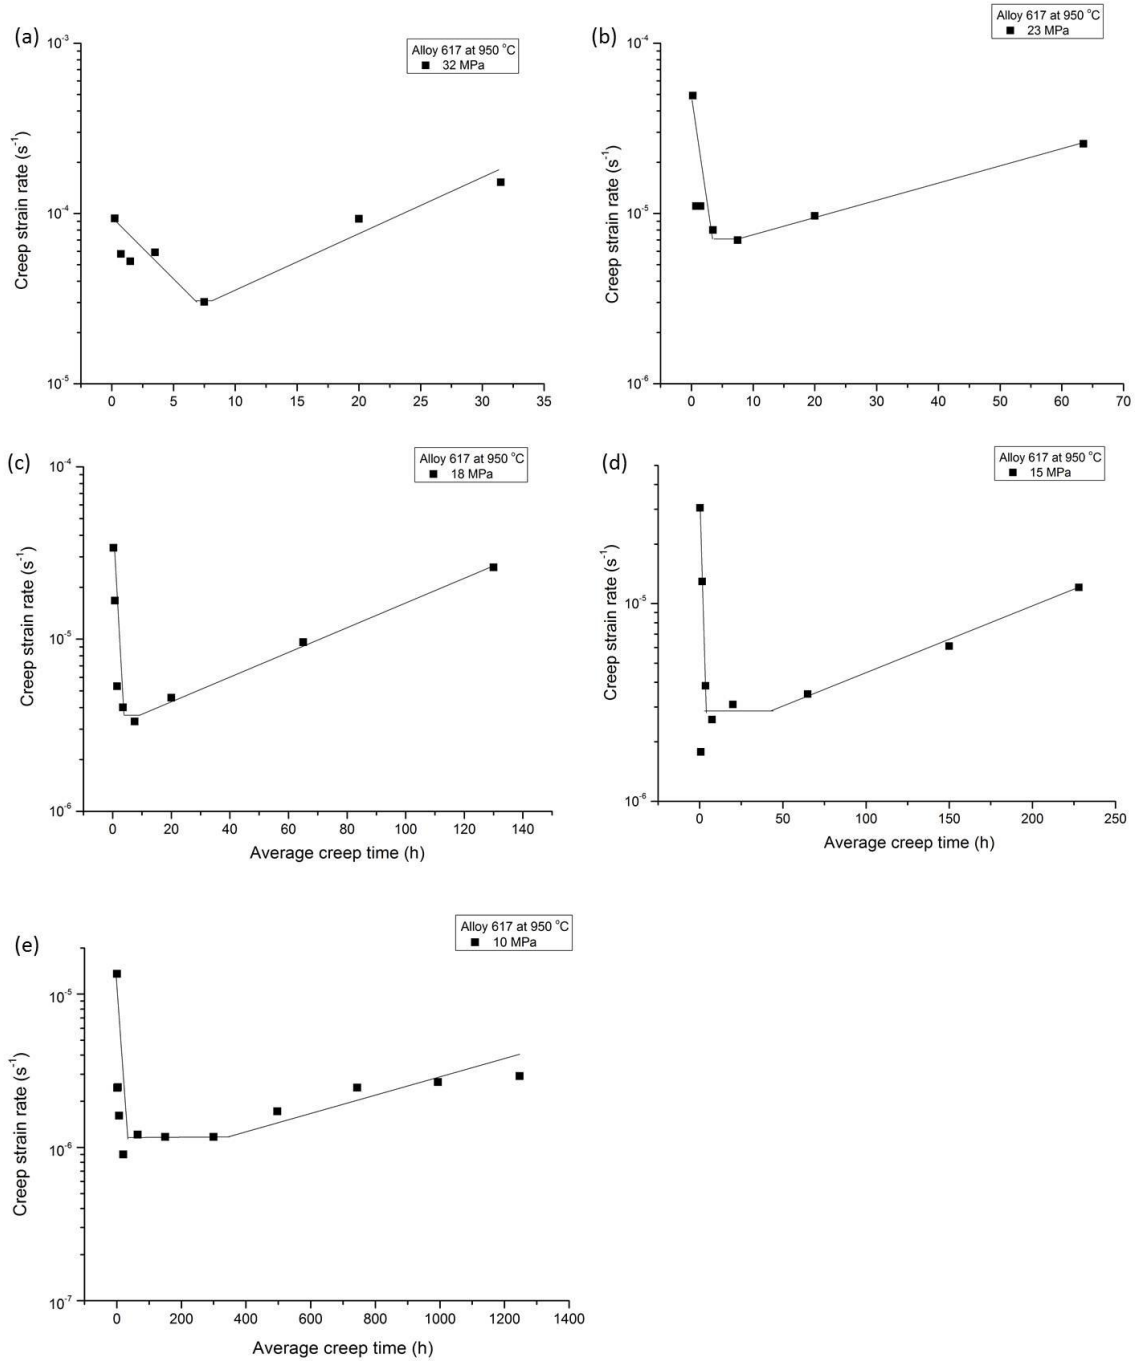 (a)
10⁻³
10⁻⁴
10⁻⁵
Creep strain rate (s⁻¹)
Alloy 617 at 950 °C
■ 32 MPa
0 5 10 15 20 25 30 35
(b)
10⁻⁴
10⁻⁵
10⁻⁶
Creep strain rate (s⁻¹)
Alloy 617 at 950 °C
■ 23 MPa
0 10 20 30 40 50 60 70
(c)
10⁻⁴
10⁻⁵
10⁻⁶
Creep strain rate (s⁻¹)
Alloy 617 at 950 °C
■ 18 MPa
0 20 40 60 80 100 120 140
Average creep time (h)
(d)
10⁻⁵
10⁻⁶
Creep strain rate (s⁻¹)
Alloy 617 at 950 °C
■ 15 MPa
0 50 100 150 200 250
Average creep time (h)
(e)
10⁻⁵
10⁻⁶
10⁻⁷
Creep strain rate (s⁻¹)
Alloy 617 at 950 °C
■ 10 MPa
0 200 400 600 800 1000 1200 1400
Average creep time (h)